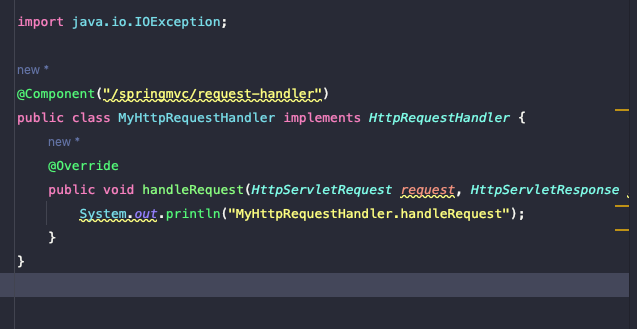 import java.io.IOException;
new *
@Component("/springmvc/request-handler")
public class MyHttpRequestHandler implements HttpRequestHandler {
new *
@Override
public void handleRequest(HttpServletRequest request, HttpServletResponse
System.out.println("MyHttpRequestHandler.handleRequest");
}
}